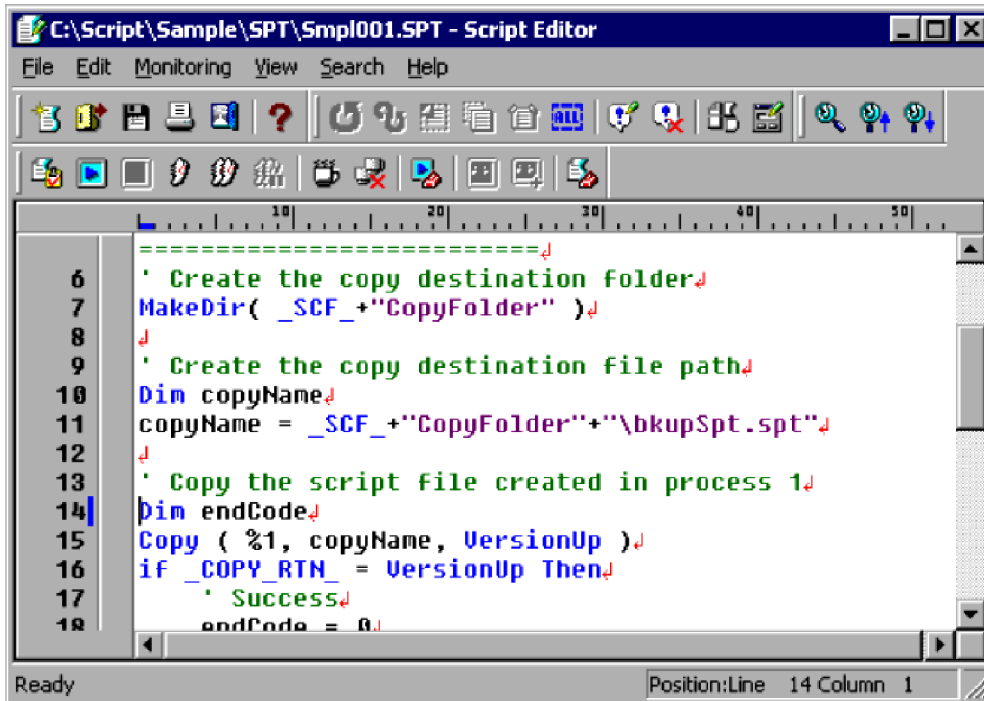 C:\Script\Sample\SPT\Smpl001.SPT - Script Editor
File Edit Monitoring View Search Help
ALL
10 20 30 40 50
===========================
6 ' Create the copy destination folder
7 MakeDir( _SCF_+"CopyFolder" )
8
9 ' Create the copy destination file path
10 Dim copyName
11 copyName = _SCF_+"CopyFolder"+"\bkupSpt.spt"
12
13 ' Copy the script file created in process 1
14 Dim endCode
15 Copy ( %1, copyName, VersionUp )
16 if _COPY_RTN_ = VersionUp Then
17 ' Success
18 endCode = 0
Ready Position:Line 14 Column 1